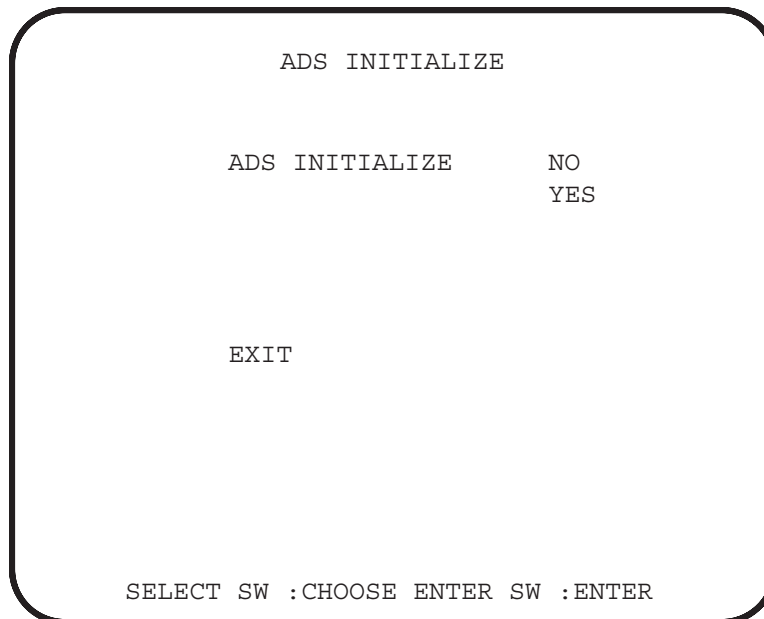 ADS INITIALIZE
ADS INITIALIZE NO
YES
EXIT
SELECT SW :CHOOSE ENTER SW :ENTER